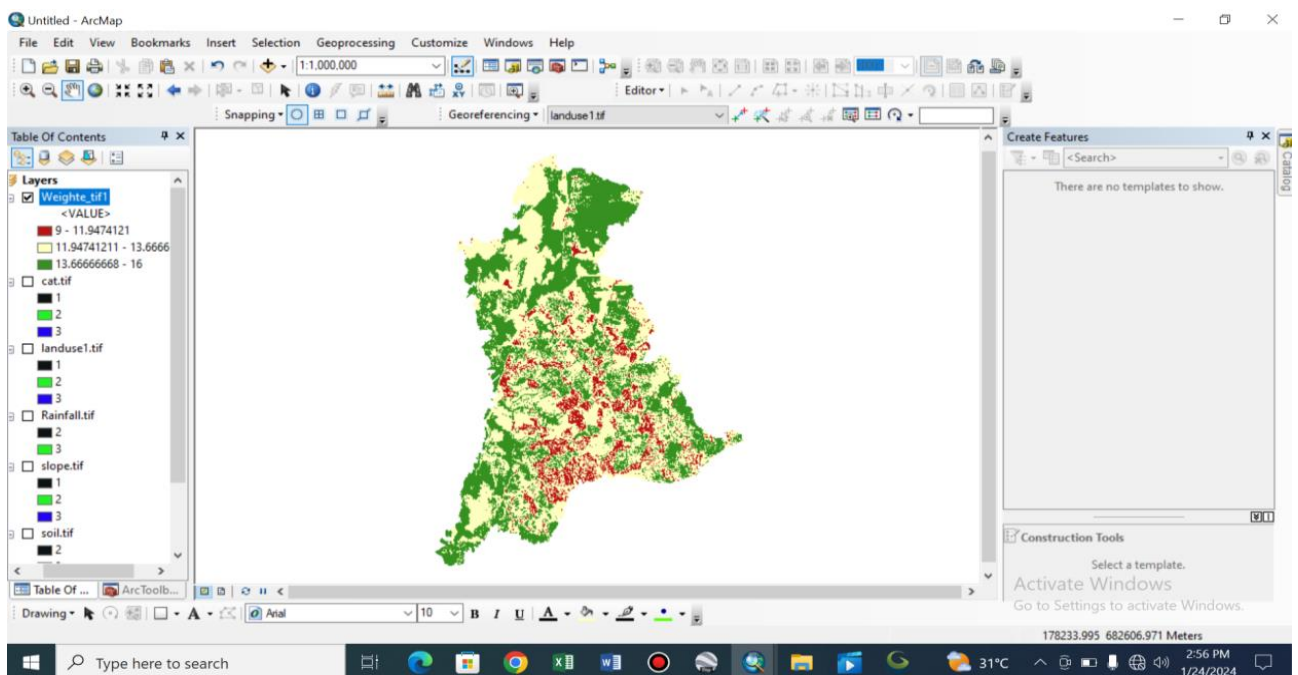 Untitled - ArcMap
File Edit View Bookmarks Insert Selection Geoprocessing Customize Windows Help
1:1,000,000
Editor
Snapping Georeferencing landuse1.tif
Table Of Contents
Layers
Weighte_tif1
<VALUE>
9 - 11.9474121
11.94741211 - 13.6666
13.66666668 - 16
cat.tif
1
2
3
landuse1.tif
1
2
3
Rainfall.tif
2
3
slope.tif
1
2
3
soil.tif
2
Table Of ... ArcToolb...
Create Features
<Search>
There are no templates to show.
Catalog
Construction Tools
Select a template.
Activate Windows
Go to Settings to activate Windows.
Drawing A Arial 10 B I U A
178233.995 682606.971 Meters
Type here to search
31°C
2:56 PM
1/24/2024